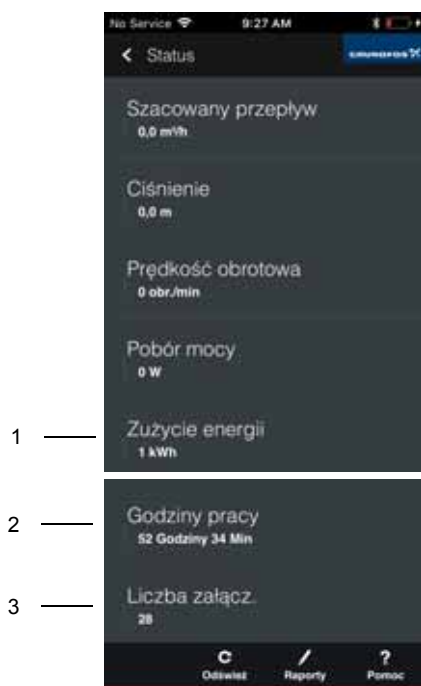 No Service 9:27 AM
Status
GRUNDFOS
Szacowany przepływ
0,0 m³/h
Ciśnienie
0,0 m
Prędkość obrotowa
0 obr./min
Pobór mocy
0 W
1 Zużycie energii
1 kWh
2 Godziny pracy
52 Godziny 34 Min
3 Liczba załącz.
28
Odśwież Raporty ? Pomoc